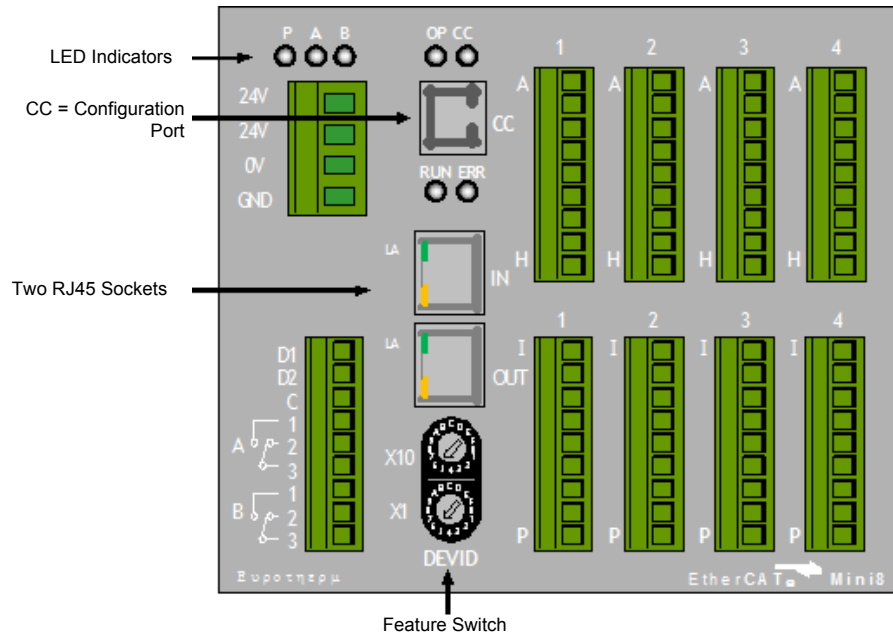 P A B
OP CC
LED Indicators
1 2 3 4
24V
A A A A
CC = Configuration
Port
CC
24V
0V
RUN ERR
GND
H H H H
LA
IN
Two RJ45 Sockets
1 2 3 4
LA
I I I I
D1
D2
OUT
C
1
A 2
3
X10
1
B 2
3
X1
P P P P
DEVID
Ευροτηερμ
EtherCAT Mini8
Feature Switch